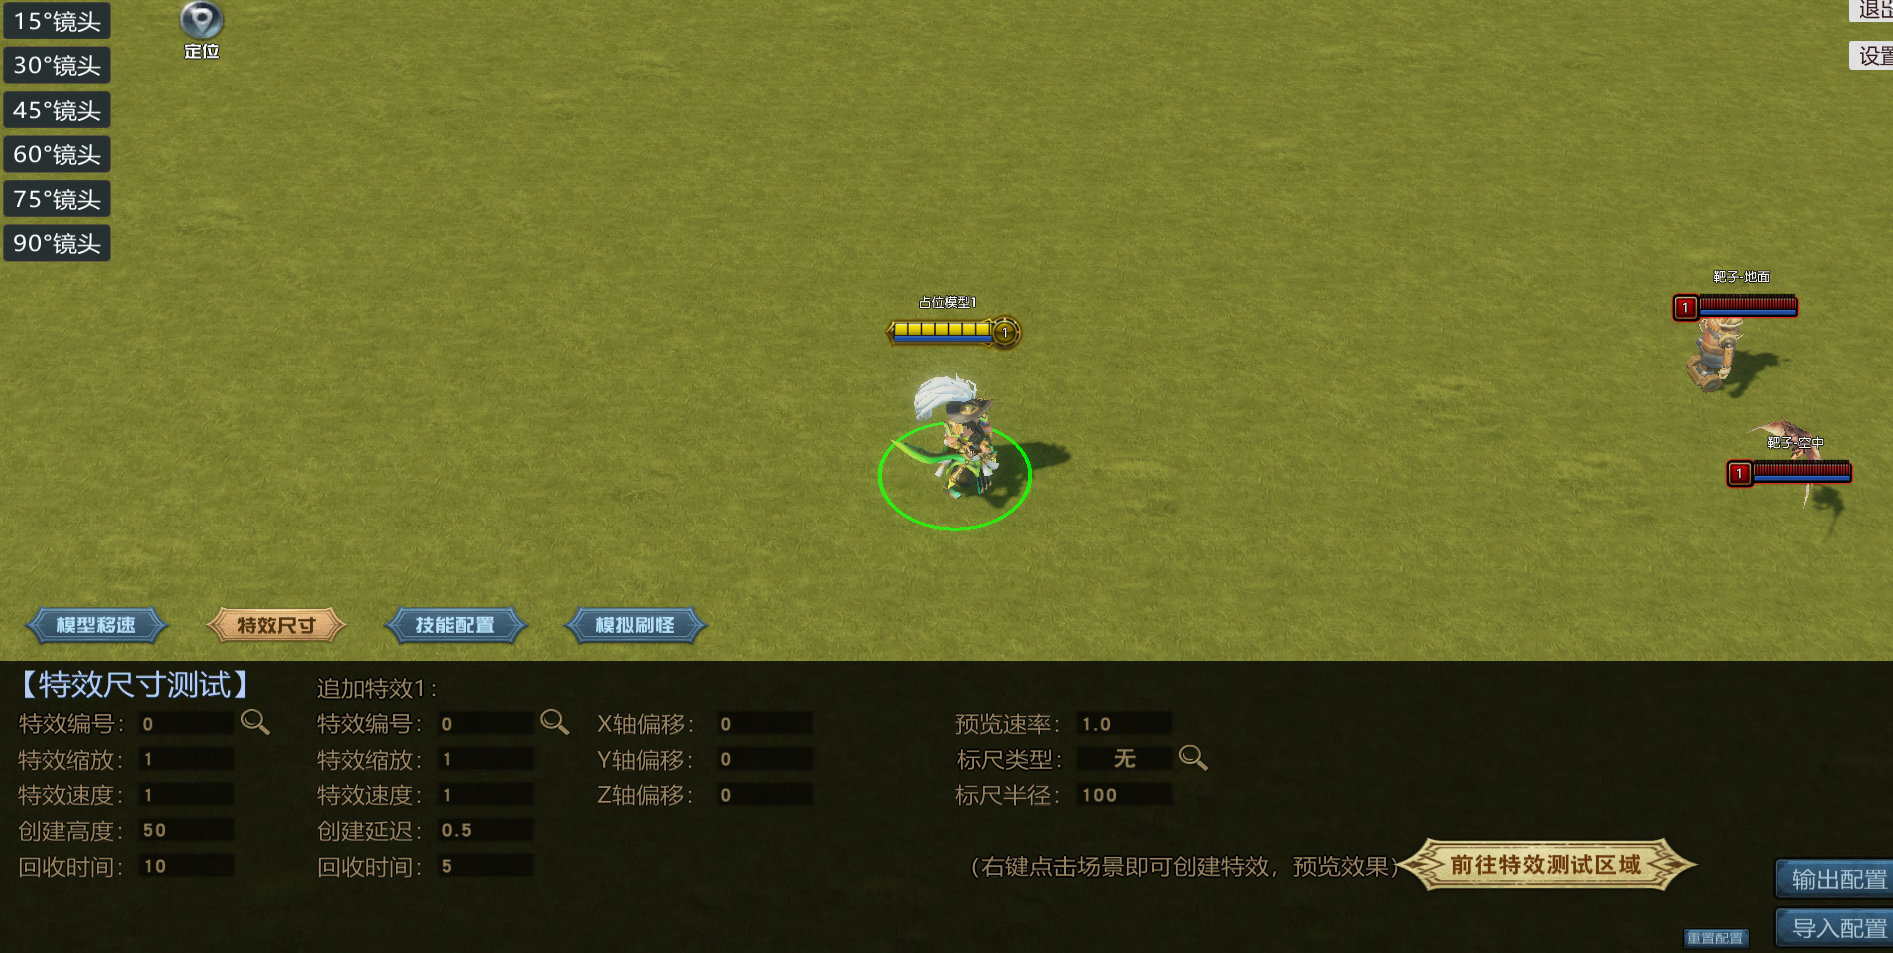 15°镜头
30°镜头
45°镜头
60°镜头
75°镜头
90°镜头
定位
设置
占位模型1
1
靶子-地面
1
靶子-空中
1
模型移速
特效尺寸
技能配置
模拟刷怪
【特效尺寸测试】
特效编号： 0
特效缩放： 1
特效速度： 1
创建高度： 50
回收时间： 10
追加特效1：
特效编号： 0
特效缩放： 1
特效速度： 1
创建延迟： 0.5
回收时间： 5
X轴偏移： 0
Y轴偏移： 0
Z轴偏移： 0
预览速率： 1.0
标尺类型： 无
标尺半径： 100
（右键点击场景即可创建特效，预览效果）
前往特效测试区域
输出配置
导入配置
重置配置